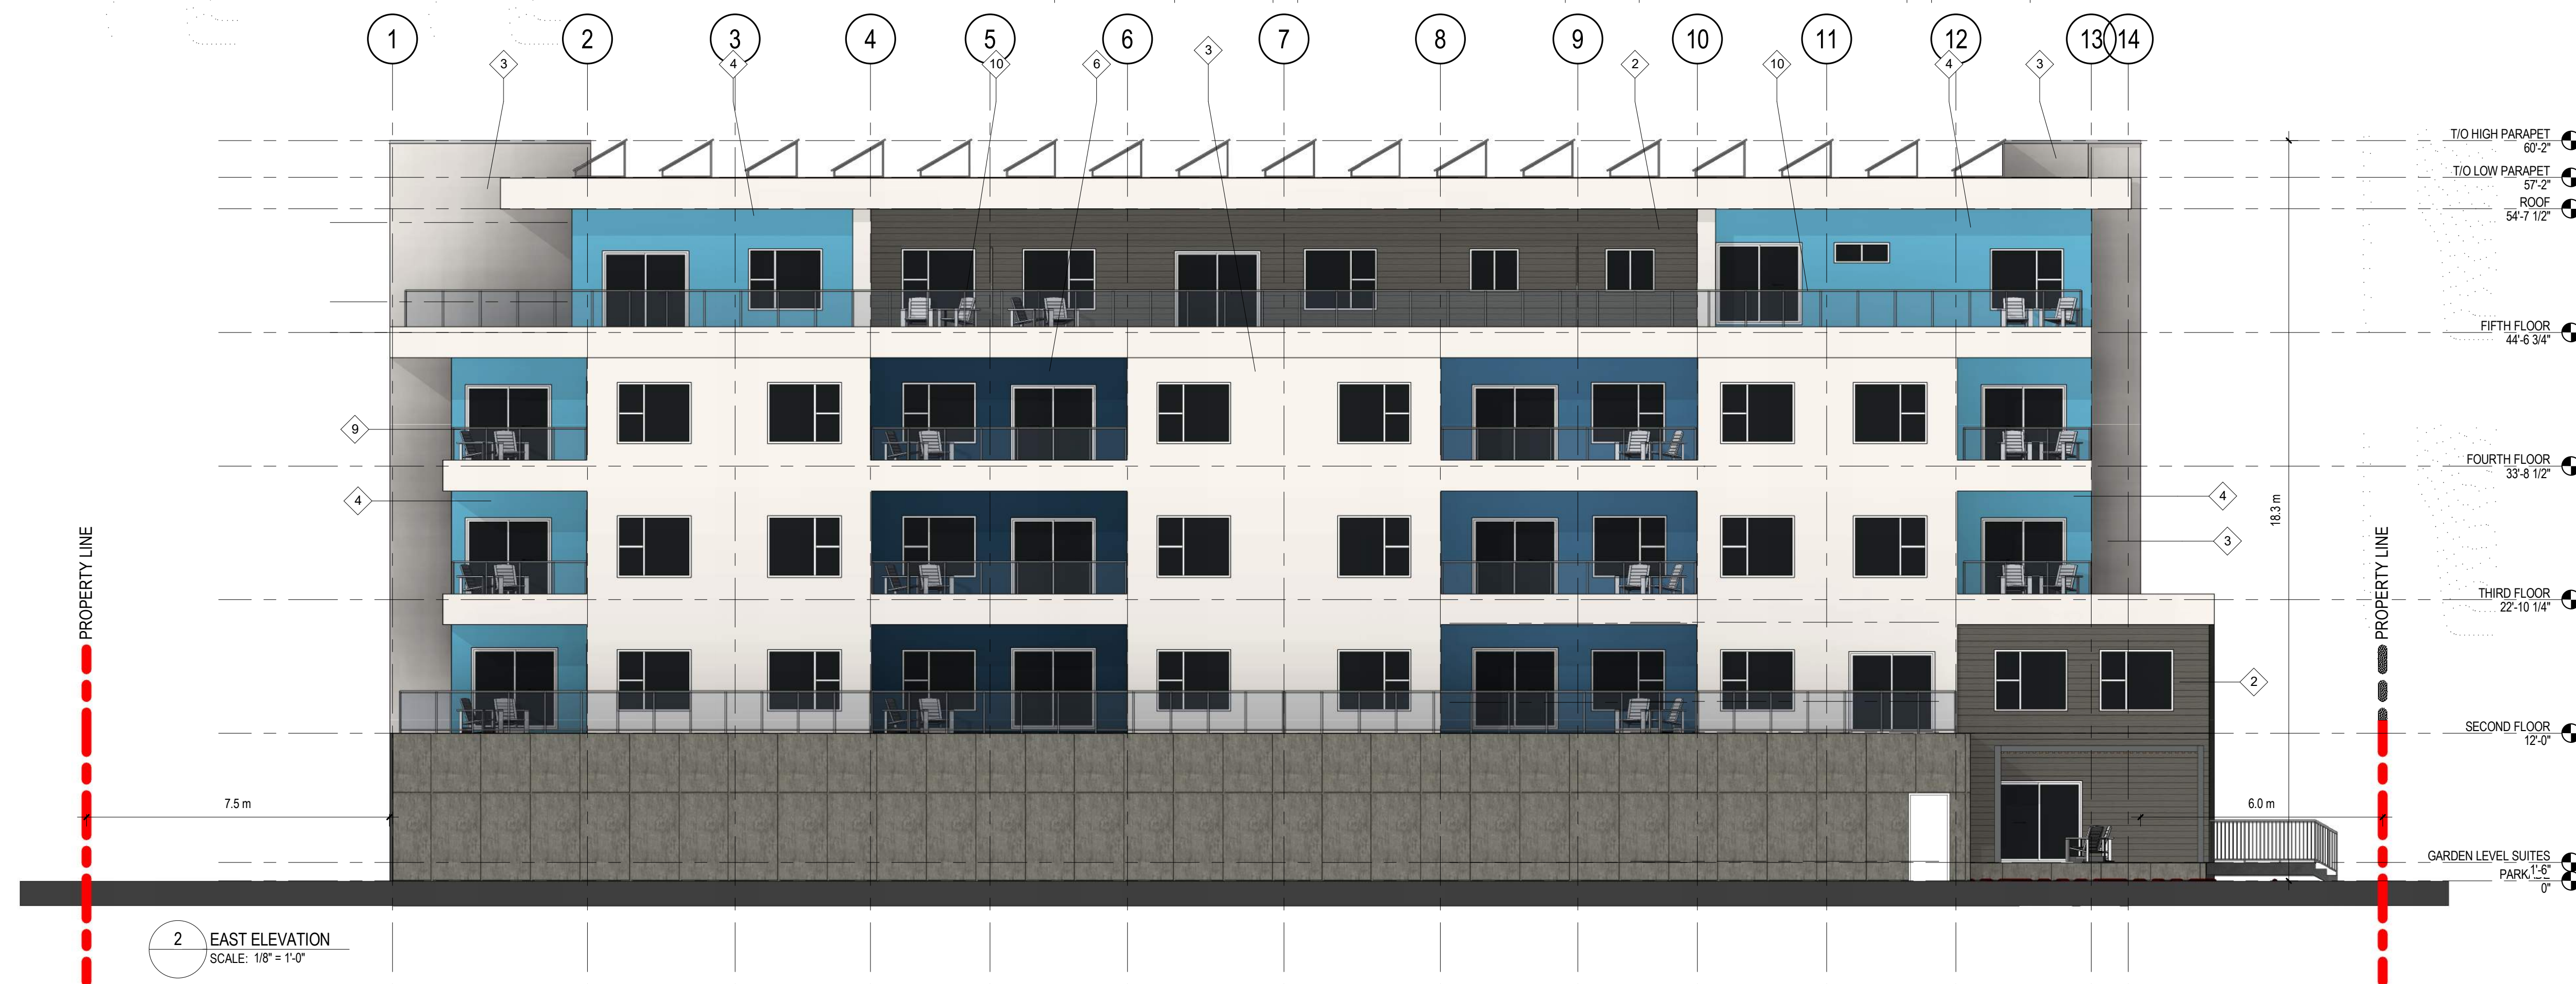 1 2 3 4 5 6 7 8 9 10 11 12 13 14
3 4 10 6 3 2 10 4 3
T/O HIGH PARAPET
60'-2"
T/O LOW PARAPET
57'-2"
ROOF
54'-7 1/2"
FIFTH FLOOR
44'-6 3/4"
9
FOURTH FLOOR
33'-8 1/2"
4
4
18.3 m
3
PROPERTY LINE
PROPERTY LINE
THIRD FLOOR
22'-10 1/4"
2
SECOND FLOOR
12'-0"
7.5 m
6.0 m
GARDEN LEVEL SUITES
1'-6"
0"
2 EAST ELEVATION
SCALE: 1/8" = 1'-0"